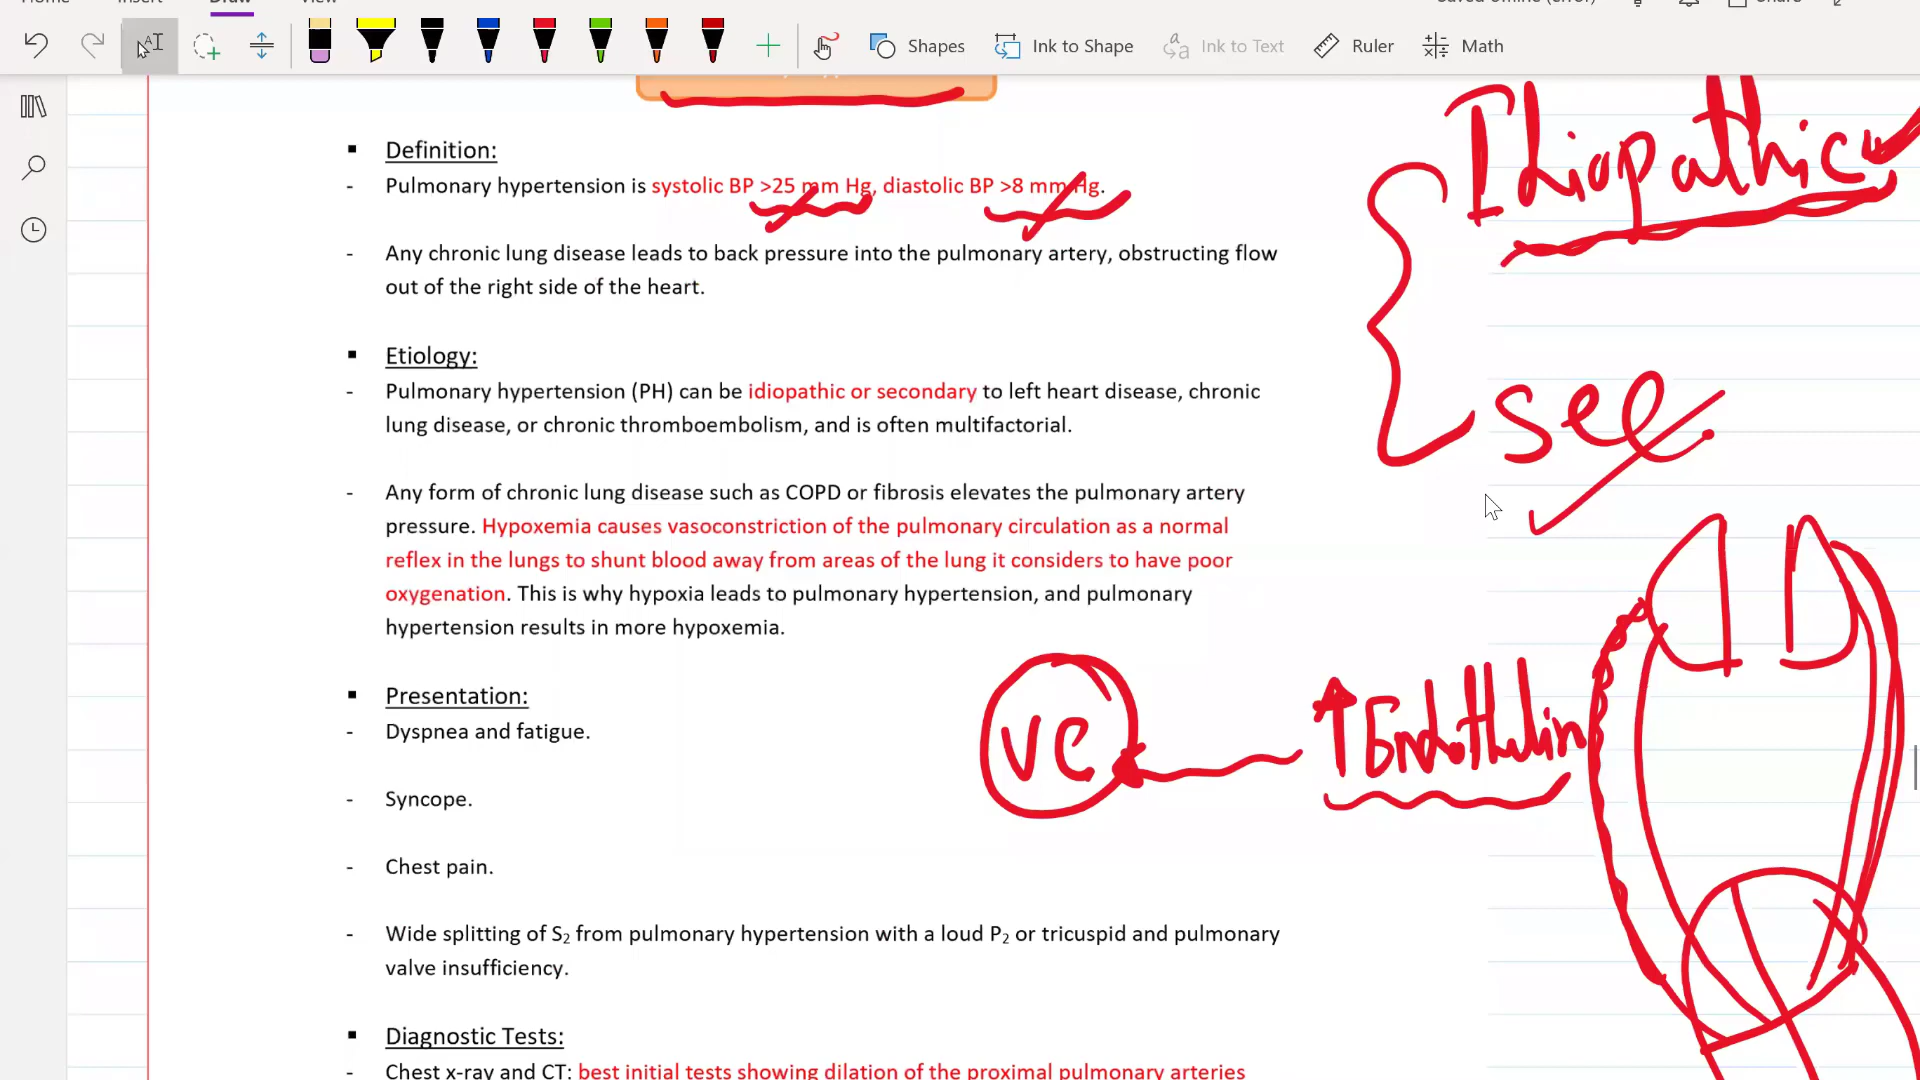 Home Insert Draw View Saved online (error) Share
Shapes Ink to Shape Ink to Text Ruler Math
▪ Definition:
- Pulmonary hypertension is systolic BP >25 mm Hg, diastolic BP >8 mm Hg.
- Any chronic lung disease leads to back pressure into the pulmonary artery, obstructing flow
out of the right side of the heart.
▪ Etiology:
- Pulmonary hypertension (PH) can be idiopathic or secondary to left heart disease, chronic
lung disease, or chronic thromboembolism, and is often multifactorial.
- Any form of chronic lung disease such as COPD or fibrosis elevates the pulmonary artery
pressure. Hypoxemia causes vasoconstriction of the pulmonary circulation as a normal
reflex in the lungs to shunt blood away from areas of the lung it considers to have poor
oxygenation. This is why hypoxia leads to pulmonary hypertension, and pulmonary
hypertension results in more hypoxemia.
▪ Presentation:
- Dyspnea and fatigue.
- Syncope.
- Chest pain.
- Wide splitting of S2 from pulmonary hypertension with a loud P2 or tricuspid and pulmonary
valve insufficiency.
▪ Diagnostic Tests:
- Chest x-ray and CT: best initial tests showing dilation of the proximal pulmonary arteries
Idiopathic
sec
VC
↑ Endothelin